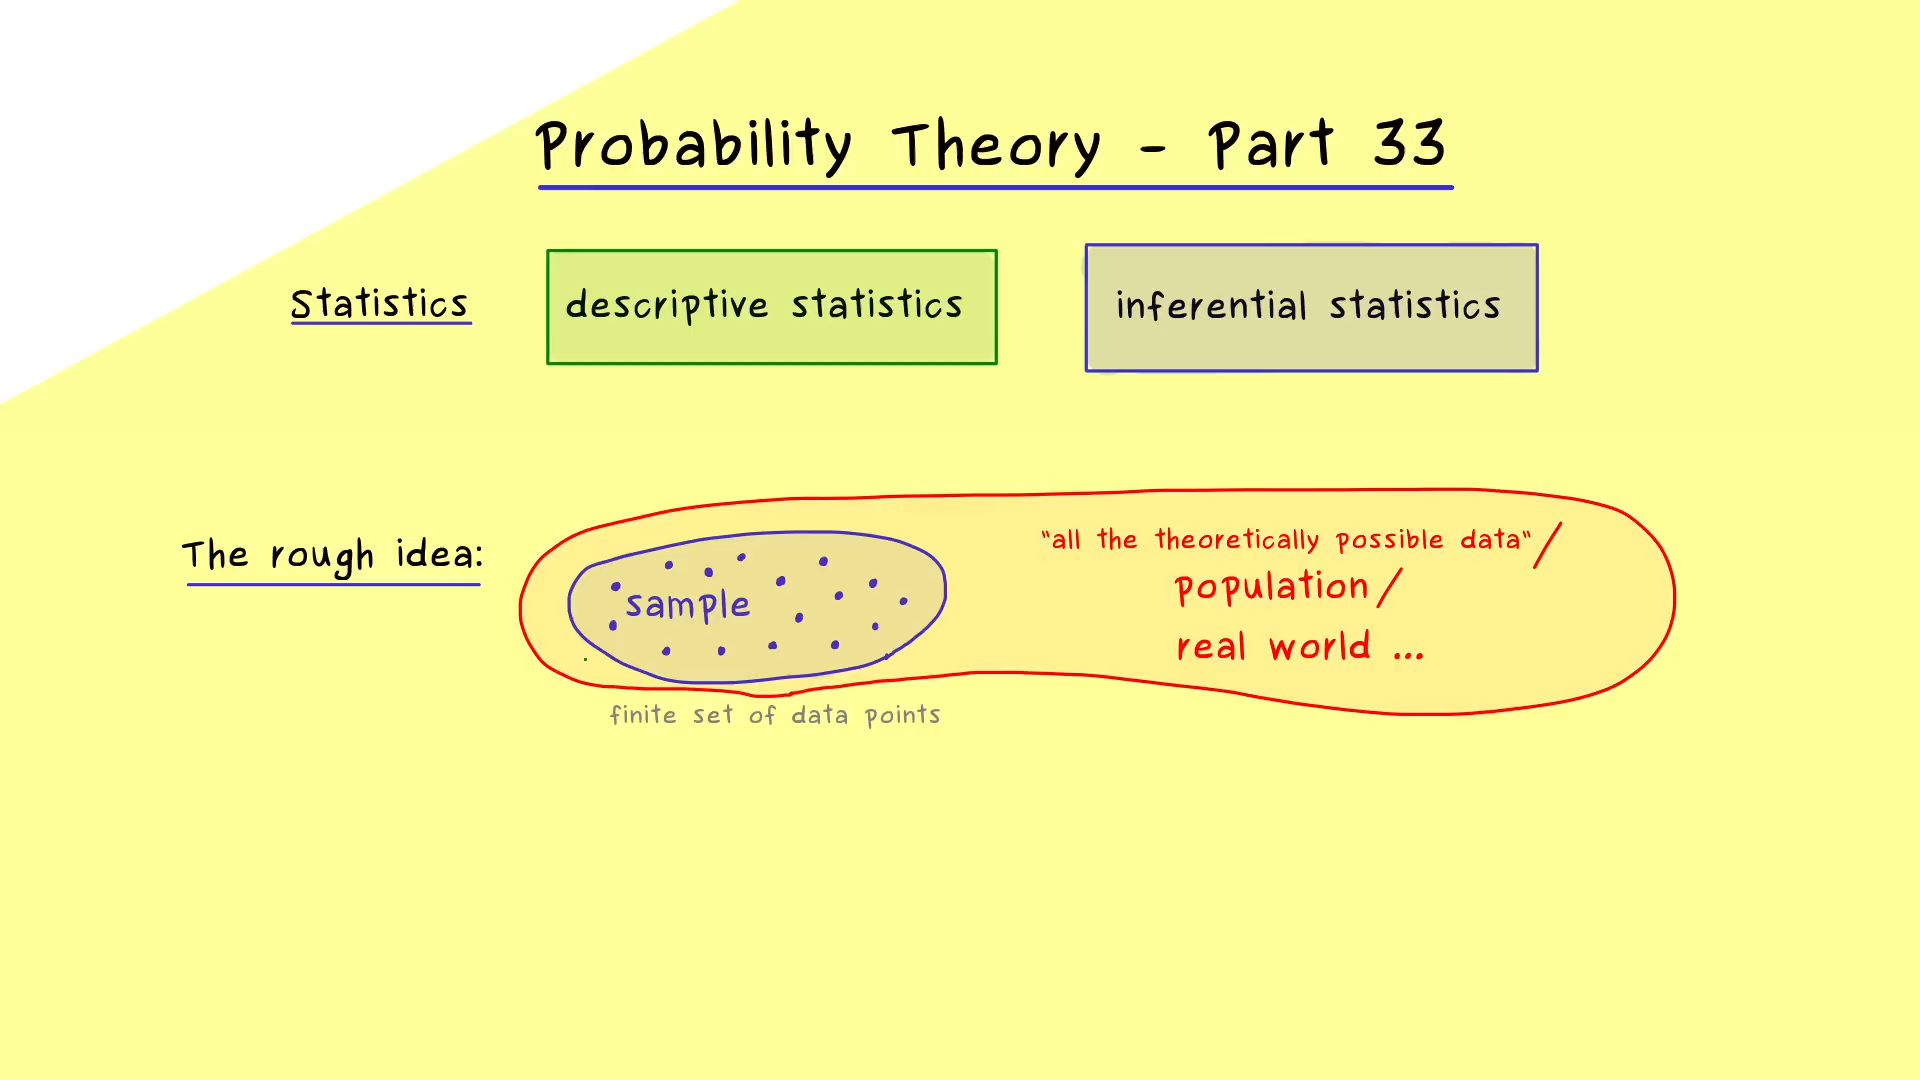 Probability Theory - Part 33
Statistics
descriptive statistics
inferential statistics
The rough idea:
sample
"all the theoretically possible data"/
population/
real world ...
finite set of data points